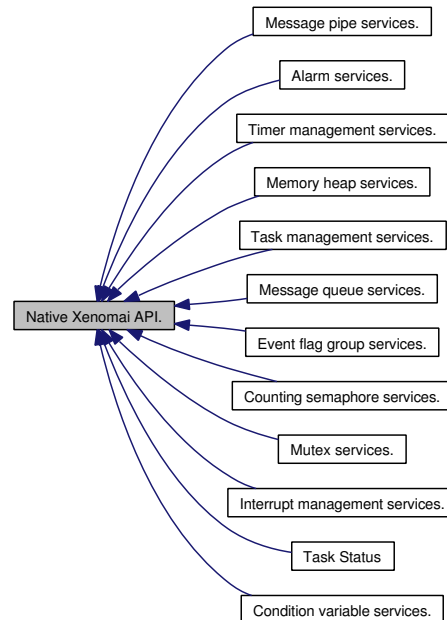 Message pipe services.
Alarm services.
Timer management services.
Memory heap services.
Task management services.
Message queue services.
Native Xenomai API.
Event flag group services.
Counting semaphore services.
Mutex services.
Interrupt management services.
Task Status
Condition variable services.